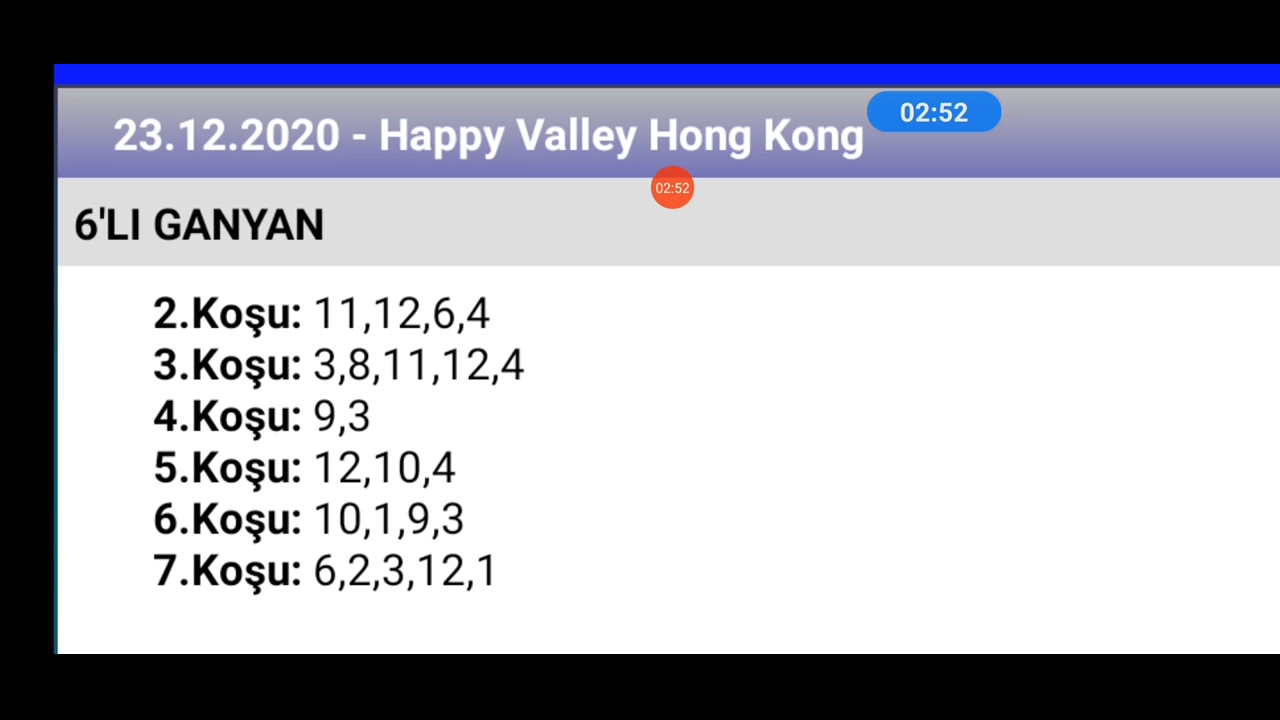 23.12.2020 - Happy Valley Hong Kong
02:52
02:52
6'LI GANYAN
2.Koşu: 11,12,6,4
3.Koşu: 3,8,11,12,4
4.Koşu: 9,3
5.Koşu: 12,10,4
6.Koşu: 10,1,9,3
7.Koşu: 6,2,3,12,1